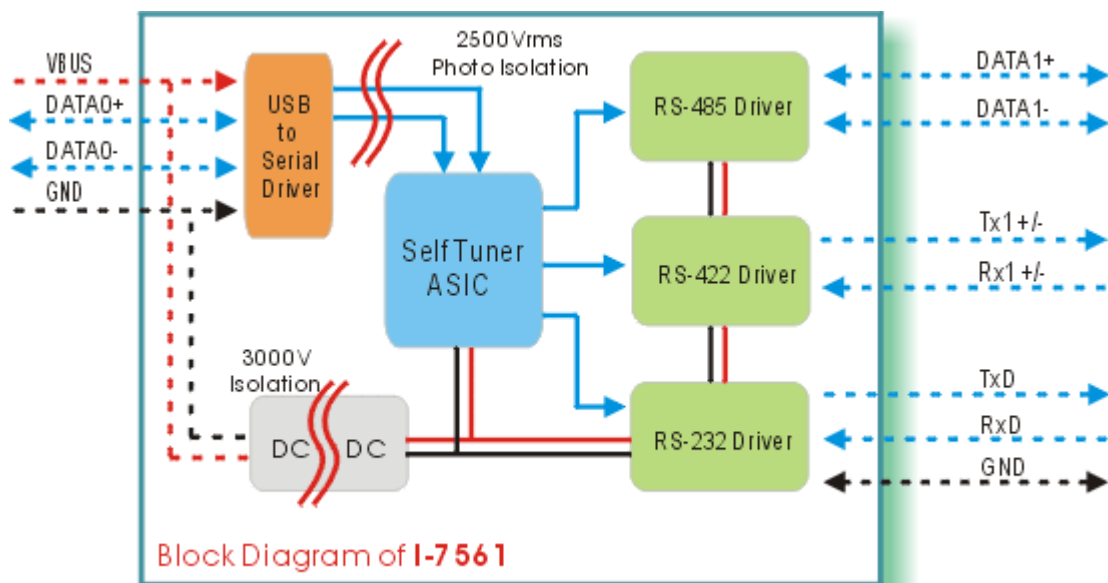 VBUS
DATA0+
DATA0-
GND
USB
to
Serial
Driver
2500Vrms
Photo Isolation
Self Tuner
ASIC
3000V
Isolation
DC DC
RS-485 Driver
RS-422 Driver
RS-232 Driver
DATA1+
DATA1-
Tx1+/-
Rx1+/-
TxD
RxD
GND
Block Diagram of I-7561